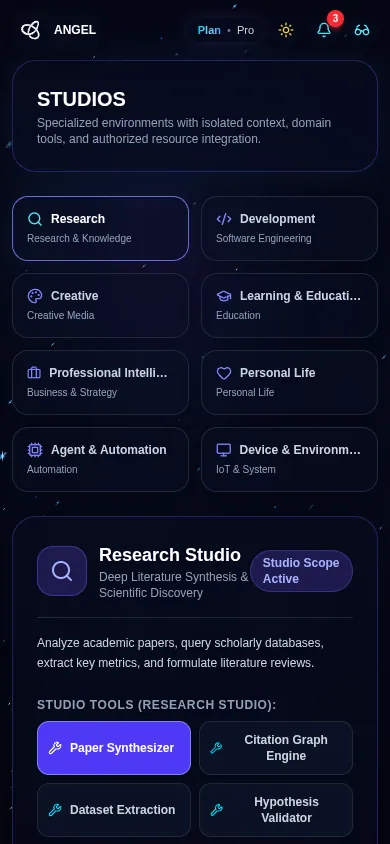 ANGEL
Plan • Pro
3
STUDIOS
Specialized environments with isolated context, domain
tools, and authorized resource integration.
Research
Research & Knowledge
Development
Software Engineering
Creative
Creative Media
Learning & Educati...
Education
Professional Intelli...
Business & Strategy
Personal Life
Personal Life
Agent & Automation
Automation
Device & Environm...
IoT & System
Research Studio
Deep Literature Synthesis &
Scientific Discovery
Studio Scope
Active
Analyze academic papers, query scholarly databases,
extract key metrics, and formulate literature reviews.
STUDIO TOOLS (RESEARCH STUDIO):
Paper Synthesizer
Citation Graph
Engine
Dataset Extraction
Hypothesis
Validator